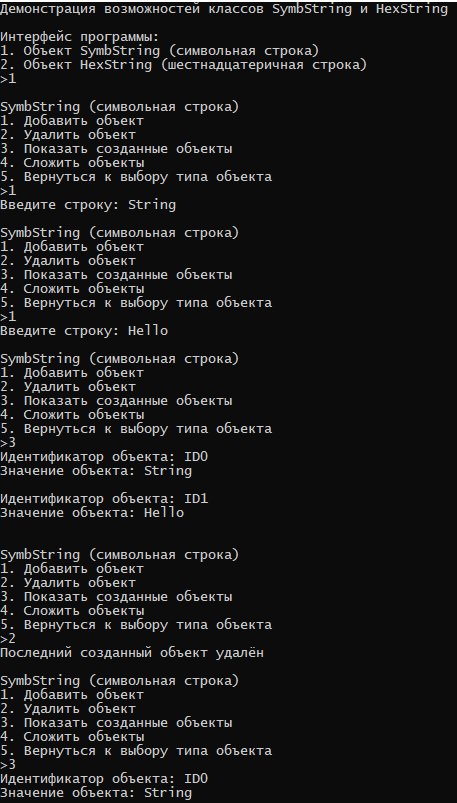 Демонстрация возможностей классов SymbString и HexString
Интерфейс программы:
1. Объект SymbString (символьная строка)
2. Объект HexString (шестнадцатеричная строка)
>1
SymbString (символьная строка)
1. Добавить объект
2. Удалить объект
3. Показать созданные объекты
4. Сложить объекты
5. Вернуться к выбору типа объекта
>1
Введите строку: String
SymbString (символьная строка)
1. Добавить объект
2. Удалить объект
3. Показать созданные объекты
4. Сложить объекты
5. Вернуться к выбору типа объекта
>1
Введите строку: Hello
SymbString (символьная строка)
1. Добавить объект
2. Удалить объект
3. Показать созданные объекты
4. Сложить объекты
5. Вернуться к выбору типа объекта
>3
Идентификатор объекта: ID0
Значение объекта: String
Идентификатор объекта: ID1
Значение объекта: Hello
SymbString (символьная строка)
1. Добавить объект
2. Удалить объект
3. Показать созданные объекты
4. Сложить объекты
5. Вернуться к выбору типа объекта
>2
Последний созданный объект удалён
SymbString (символьная строка)
1. Добавить объект
2. Удалить объект
3. Показать созданные объекты
4. Сложить объекты
5. Вернуться к выбору типа объекта
>3
Идентификатор объекта: ID0
Значение объекта: String